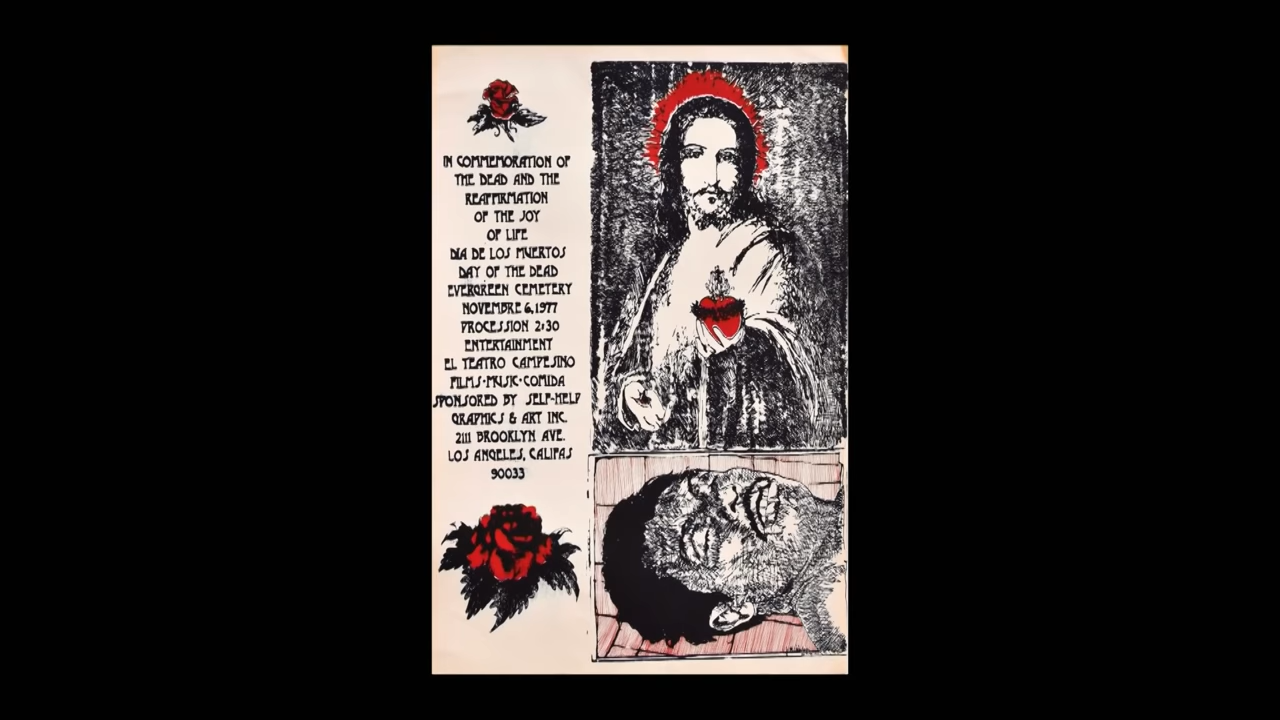 IN COMMEMORATION OF
THE DEAD AND THE
REAFFIRMATION
OF THE JOY
OF LIFE
DIA DE LOS MUERTOS
DAY OF THE DEAD
EVERGREEN CEMETERY
NOVEMBRE 6, 1977
PROCESSION 2:30
ENTERTAINMENT
EL TEATRO CAMPESINO
FILMS·MUSIC·COMIDA
SPONSORED BY SELF-HELP
GRAPHICS & ART INC.
2111 BROOKLYN AVE.
LOS ANGELES, CALIFAS
90033